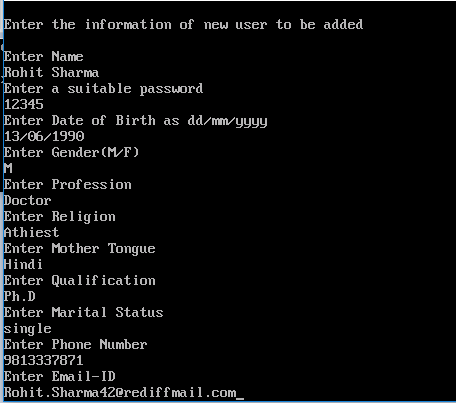 Enter the information of new user to be added
Enter Name
Rohit Sharma
Enter a suitable password
12345
Enter Date of Birth as dd/mm/yyyy
13/06/1990
Enter Gender(M/F)
M
Enter Profession
Doctor
Enter Religion
Athiest
Enter Mother Tongue
Hindi
Enter Qualification
Ph.D
Enter Marital Status
single
Enter Phone Number
9813337871
Enter Email-ID
Rohit.Sharma42@rediffmail.com_